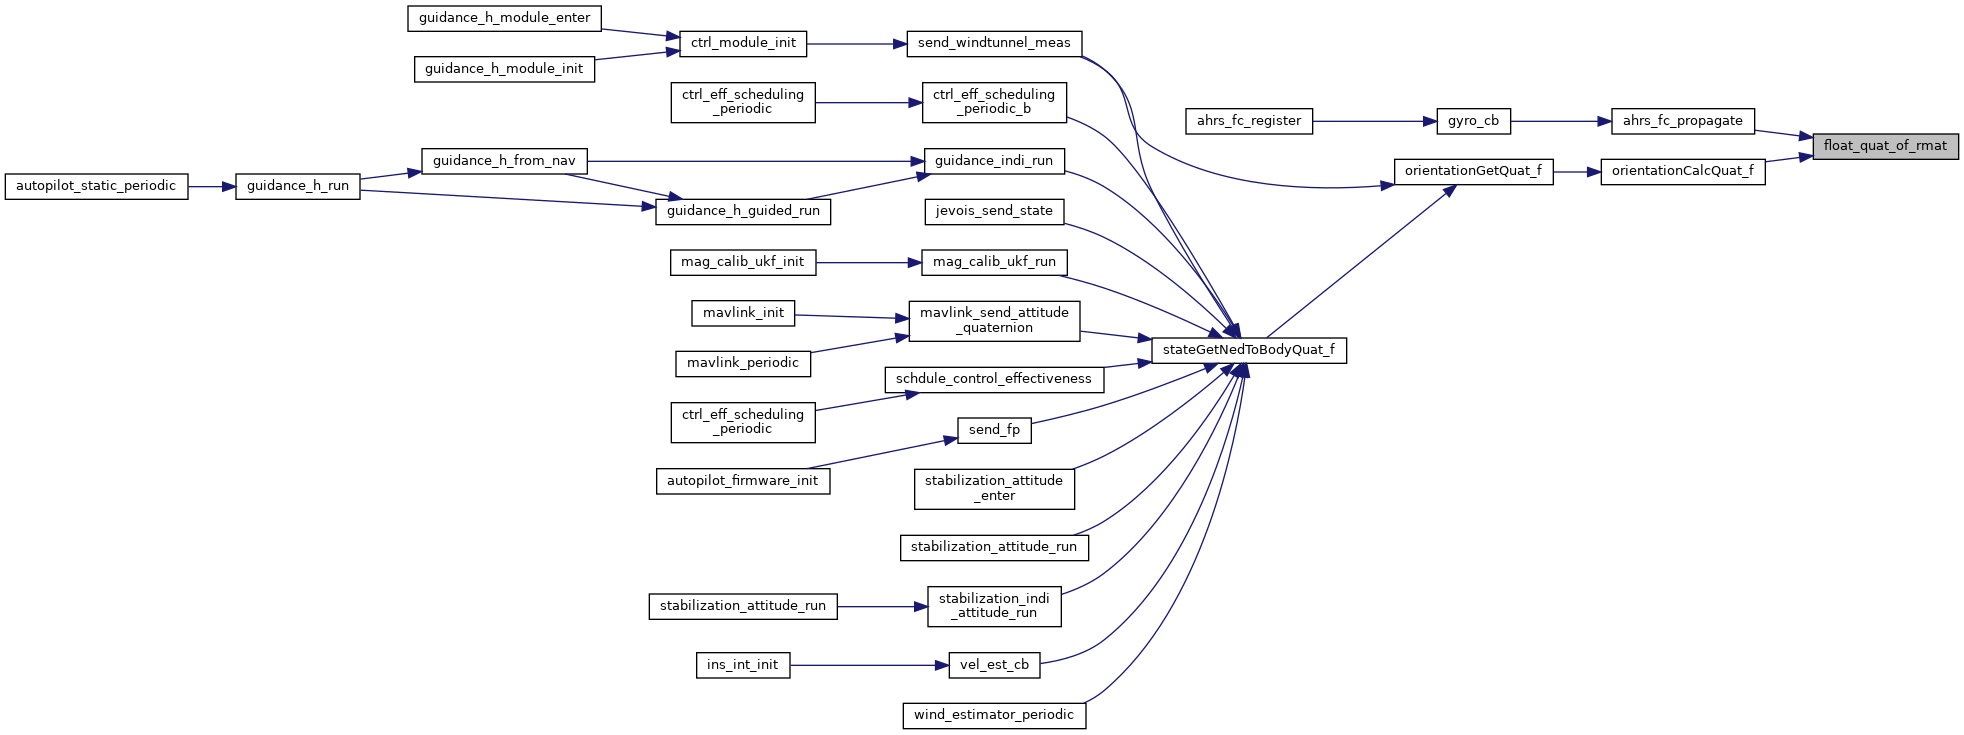 guidance_h_module_enter
ctrl_module_init
send_windtunnel_meas
guidance_h_module_init
ctrl_eff_scheduling
_periodic
ctrl_eff_scheduling
_periodic_b
ahrs_fc_register
gyro_cb
ahrs_fc_propagate
float_quat_of_rmat
guidance_h_from_nav
guidance_indi_run
orientationGetQuat_f
orientationCalcQuat_f
autopilot_static_periodic
guidance_h_run
guidance_h_guided_run
jevois_send_state
mag_calib_ukf_init
mag_calib_ukf_run
mavlink_init
mavlink_send_attitude
_quaternion
stateGetNedToBodyQuat_f
mavlink_periodic
schdule_control_effectiveness
ctrl_eff_scheduling
_periodic
send_fp
autopilot_firmware_init
stabilization_attitude
_enter
stabilization_attitude_run
stabilization_attitude_run
stabilization_indi
_attitude_run
ins_int_init
vel_est_cb
wind_estimator_periodic